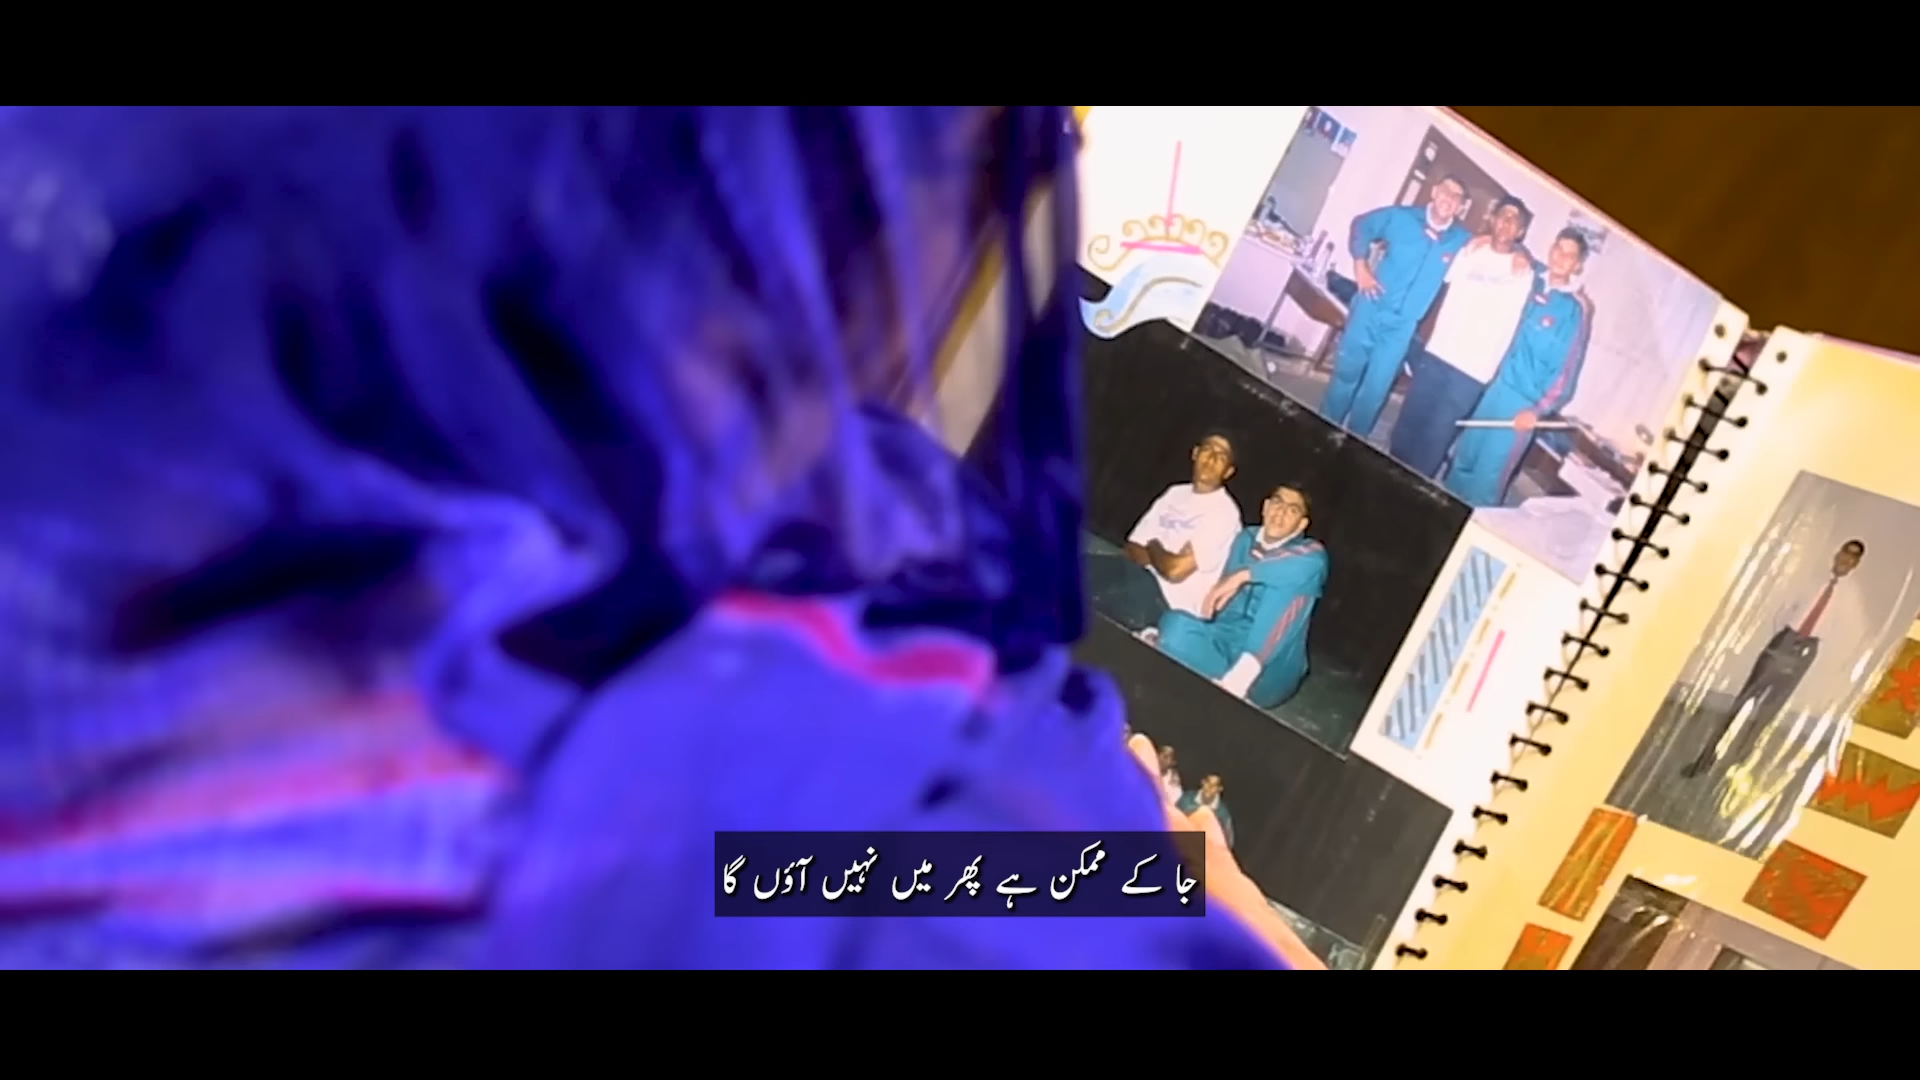 جا کے ممکن ہے پھر میں نہیں آؤں گا